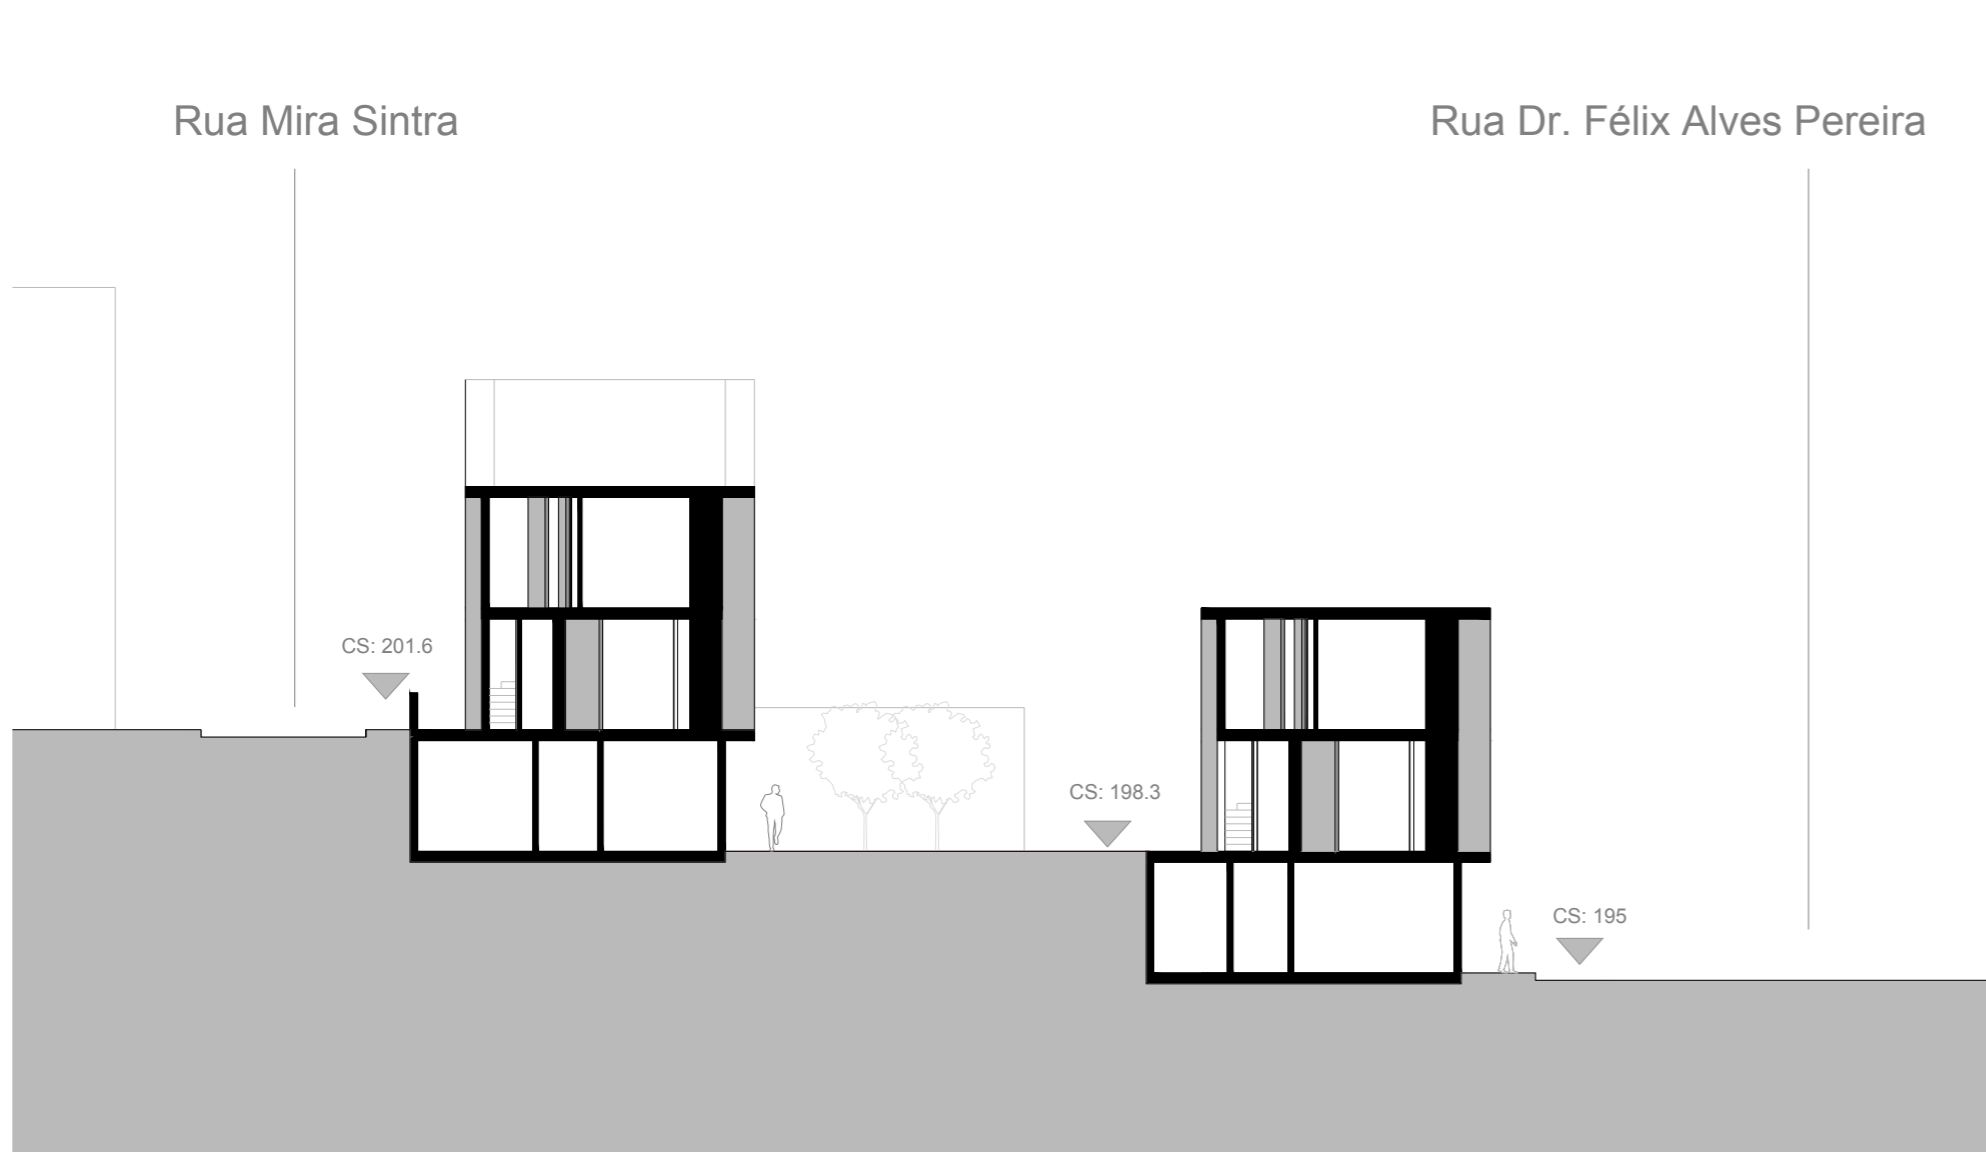 Rua Mira Sintra
Rua Dr. Félix Alves Pereira
CS: 201.6
CS: 198.3
CS: 195